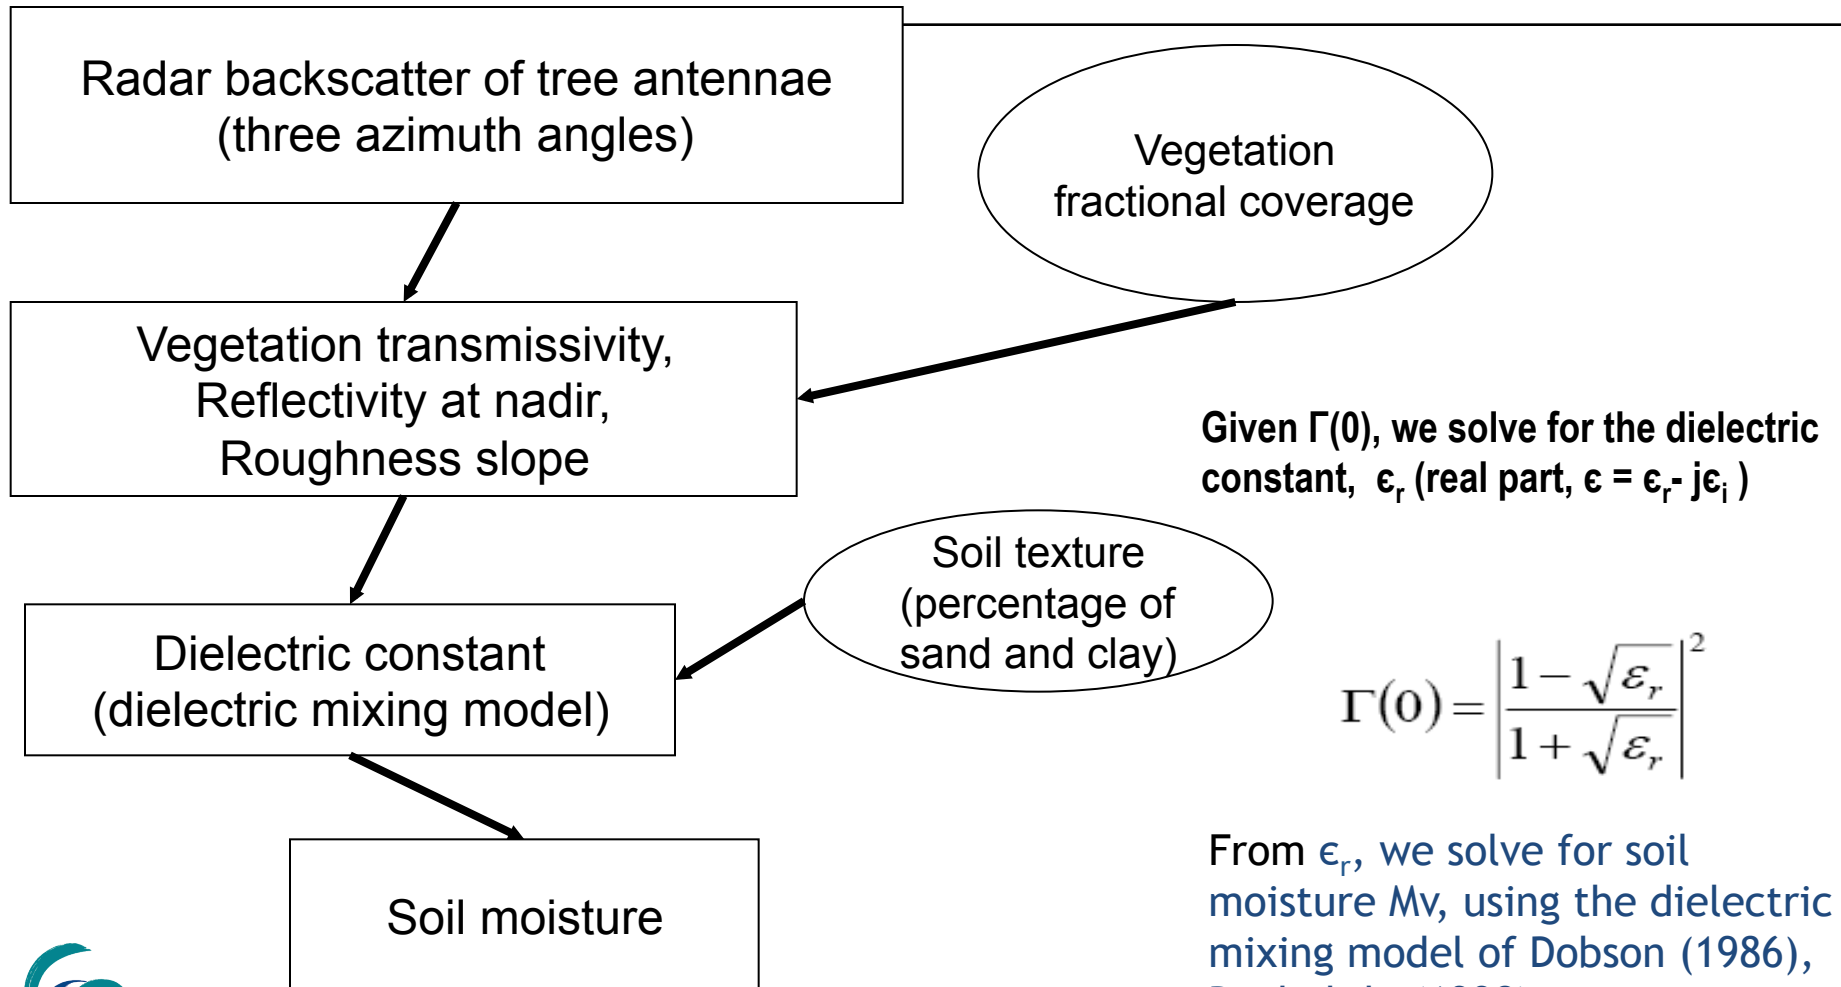 Radar backscatter of tree antennae
(three azimuth angles)
Vegetation
fractional coverage
Vegetation transmissivity,
Reflectivity at nadir,
Roughness slope
Given Γ(0), we solve for the dielectric
constant, ϵr (real part, ϵ = ϵr- jϵi )
Soil texture
(percentage of
sand and clay)
Dielectric constant
(dielectric mixing model)
Γ(0) = |(1 − √εr) / (1 + √εr)|²
Soil moisture
From ϵr, we solve for soil
moisture Mv, using the dielectric
mixing model of Dobson (1986),